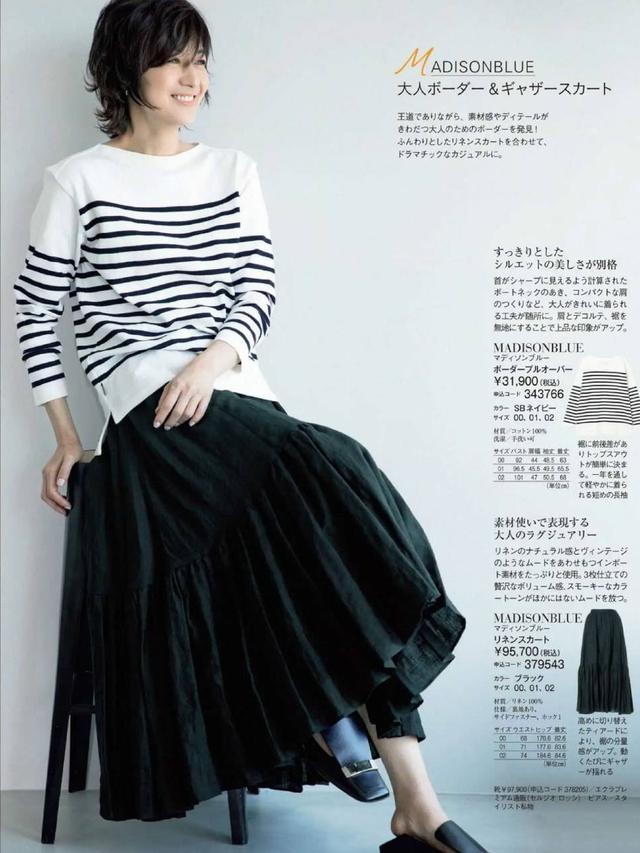 MADISONBLUE
大人ボーダー&ギャザースカート
王道でありながら、素材感やディテールが
きわだつ大人のためのボーダーを発見!
ふんわりとしたリネンスカートを合わせて、
ドラマチックなカジュアルに。
すっきりとした
シルエットの美しさが別格
首がシャープに見えるよう計算された
ボートネックのあき、コンパクトな肩
のつくりなど、大人がきれいに着られ
る工夫が随所に。肩とデコルテ、裾を
無地にすることで上品な印象がアップ。
MADISONBLUE
マディソンブルー
ボーダープルオーバー
¥31,900(税込)
申込コード 343766
カラー SBネイビー
サイズ 00. 01. 02
材質/コットン100%
洗濯/手洗い可
サイズ バスト 肩幅 袖丈 着丈
00 92 44 48.5 63
01 96.5 45.5 49.5 65.5
02 101 47 50.5 68
(単位㎝)
裾に前後差があ
りトップスアウ
トが簡単に決ま
る。一年を通し
て軽やかに着ら
れる短めの長袖
素材使いで表現する
大人のラグジュアリー
リネンのナチュラル感とヴィンテージ
のようなムードをあわせもつインポー
ト素材をたっぷりと使用。3枚仕立ての
贅沢なボリューム感、スモーキーなカラ
ートーンがほかにはないムードを放つ。
MADISONBLUE
マディソンブルー
リネンスカート
¥95,700(税込)
申込コード 379543
カラー ブラック
サイズ 00. 01. 02
材質/リネン100%
仕様/裏地あり、
サイドファスナー、ホック1
サイズ ウエスト ヒップ 着丈
00 68 170.6 82.6
01 71 177.6 83.6
02 74 184.6 84.6
(単位㎝)
高めに切り替え
たティアードに
より、裾の分量
感がアップ。動
くたびにギャザ
ーが揺れる
靴¥97,900(申込コード 378205)/エクラプレ
ミアム通販(セルジオ ロッシ) ピアス/スタ
イリスト私物